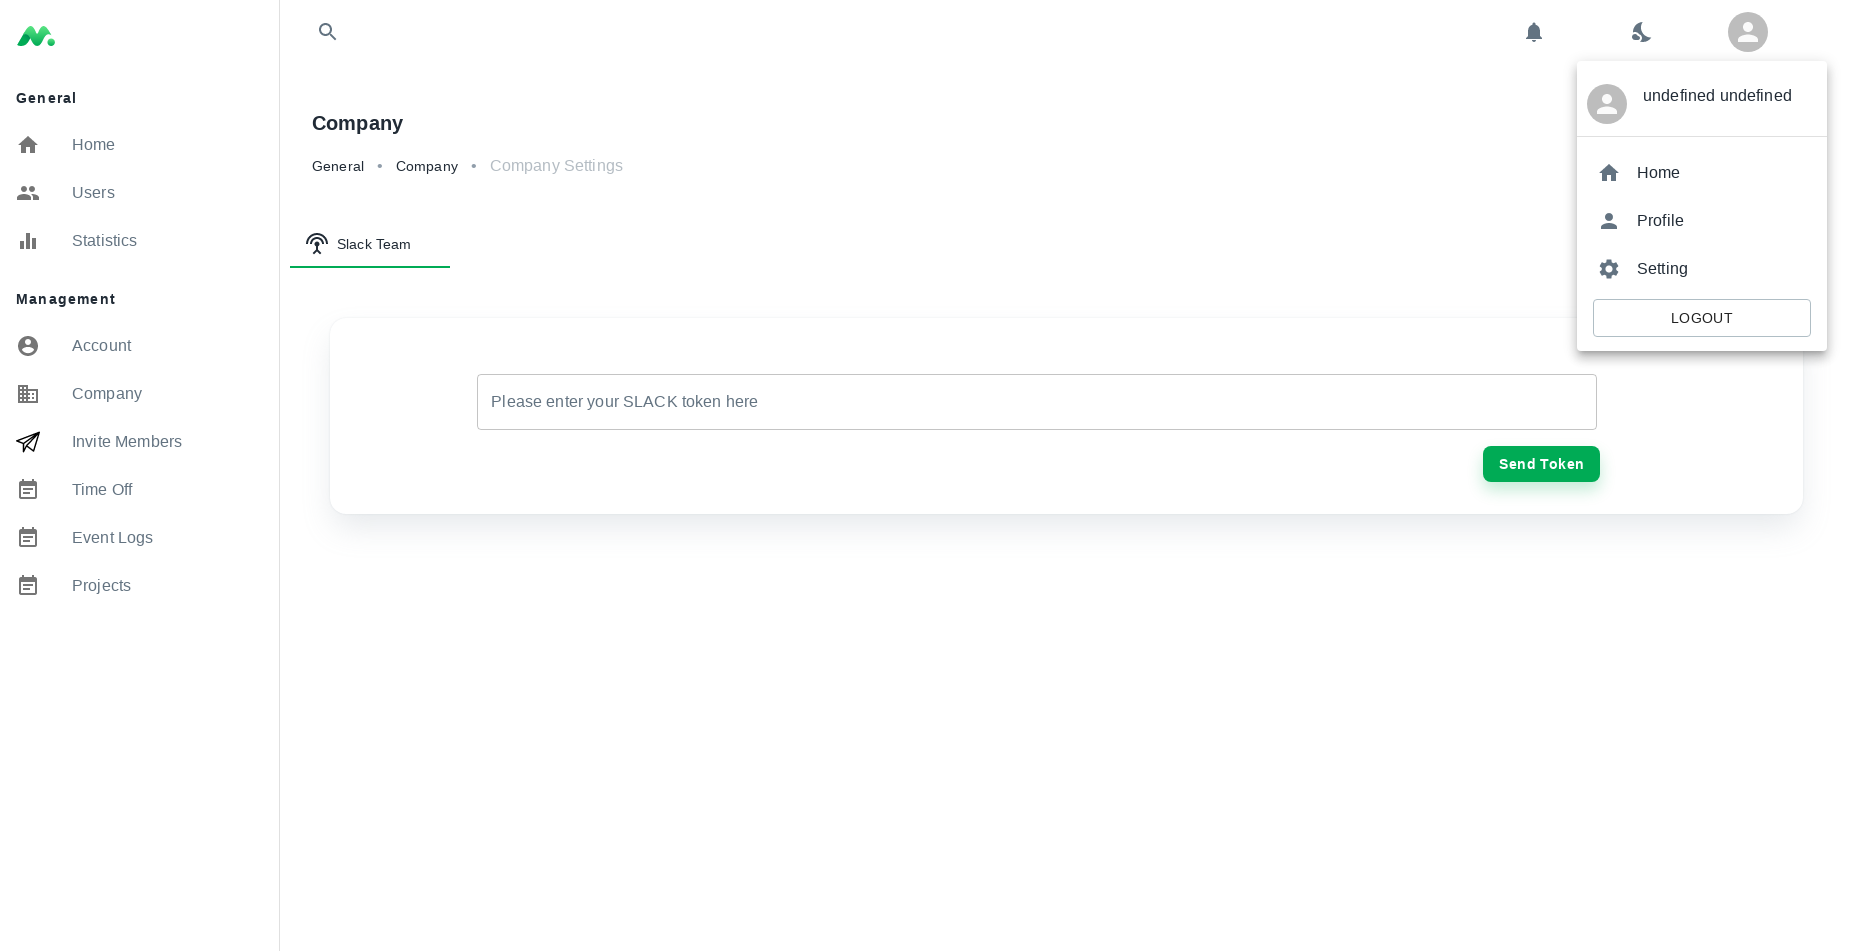 General
Home
Users
Statistics
Management
Account
Company
Invite Members
Time Off
Event Logs
Projects
Company
General • Company • Company Settings
Slack Team
Please enter your SLACK token here
Send Token
undefined undefined
Home
Profile
Setting
LOGOUT